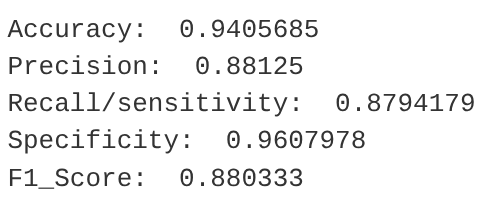 Accuracy:  0.9405685
Precision:  0.88125
Recall/sensitivity:  0.8794179
Specificity:  0.9607978
F1_Score:  0.880333